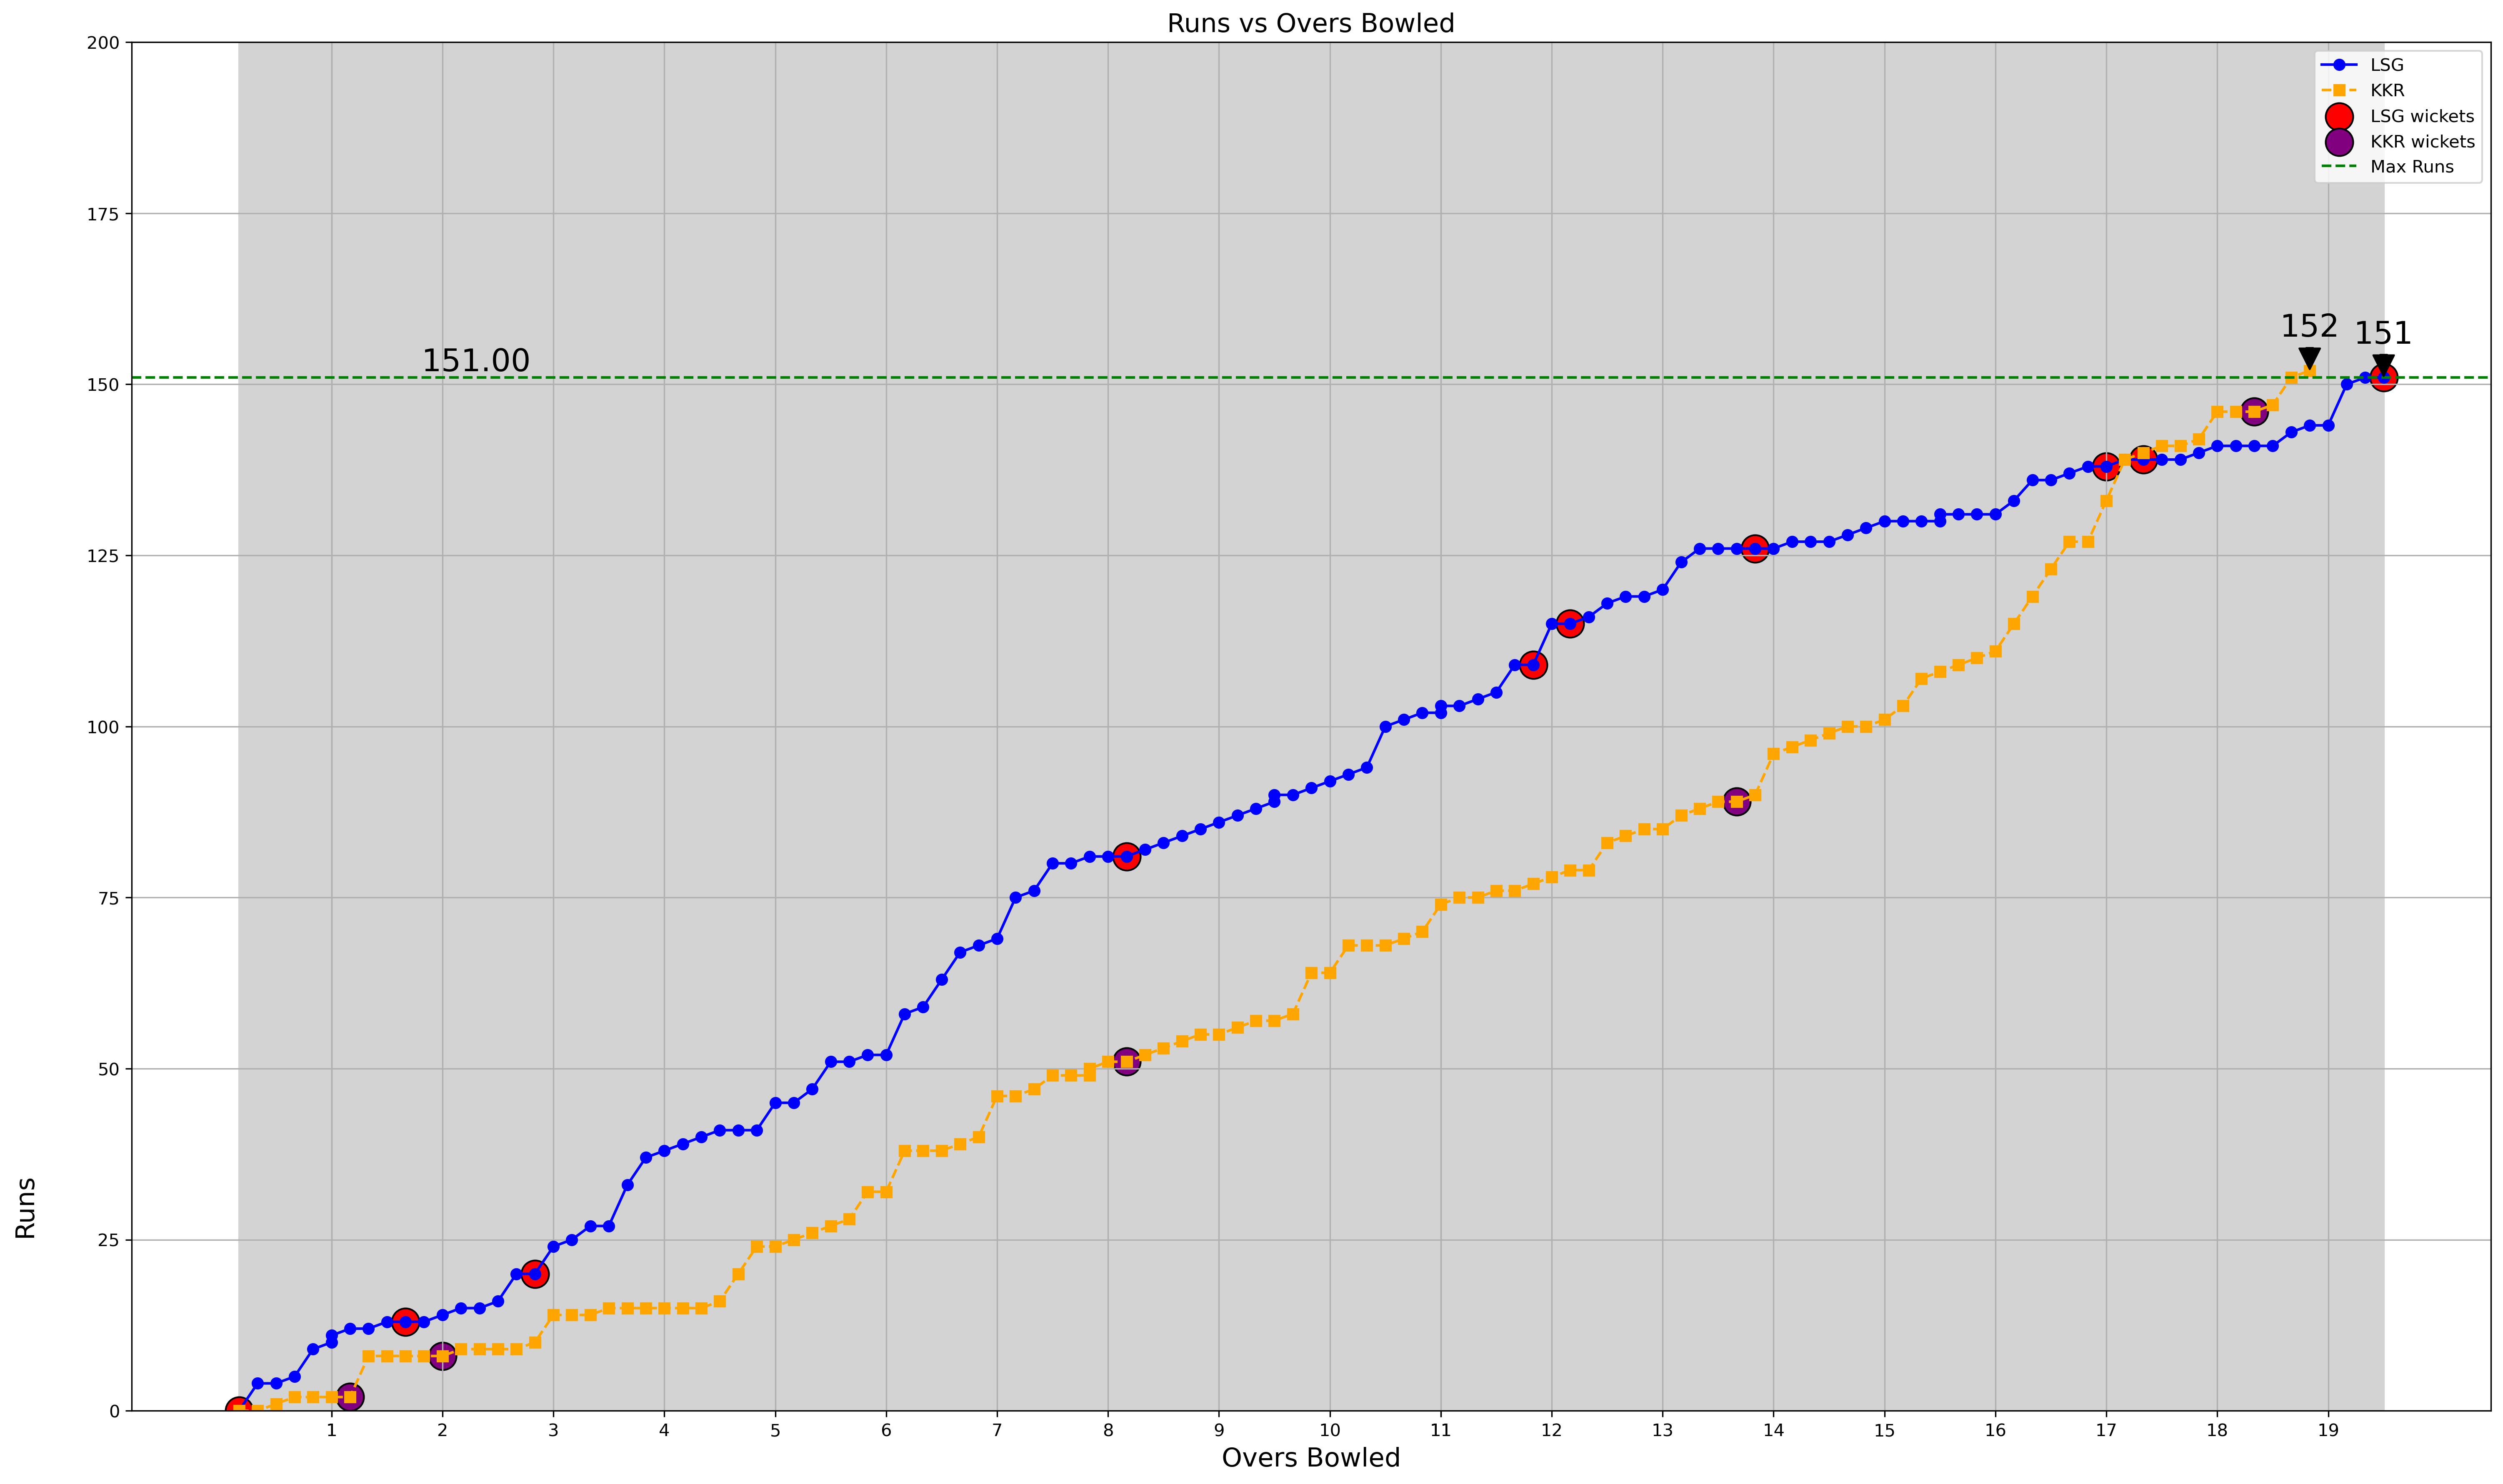 Runs vs Overs Bowled
LSG
KKR
LSG wickets
KKR wickets
Max Runs
200
175
150
125
100
75
50
25
0
Runs
151.00
152
151
1 2 3 4 5 6 7 8 9 10 11 12 13 14 15 16 17 18 19
Overs Bowled